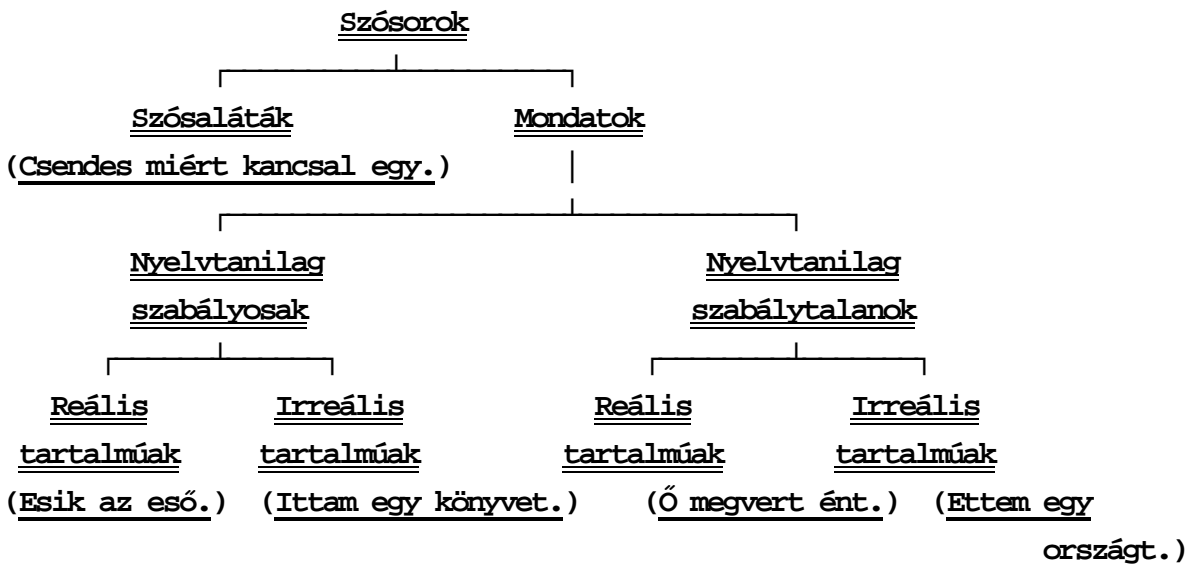 Szósorok
Szósaláták Mondatok
(Csendes miért kancsal egy.)
Nyelvtanilag Nyelvtanilag
szabályosak szabálytalanok
Reális Irreális Reális Irreális
tartalmúak tartalmúak tartalmúak tartalmúak
(Esik az eső.) (Ittam egy könyvet.) (Ő megvert ént.) (Ettem egy
országt.)